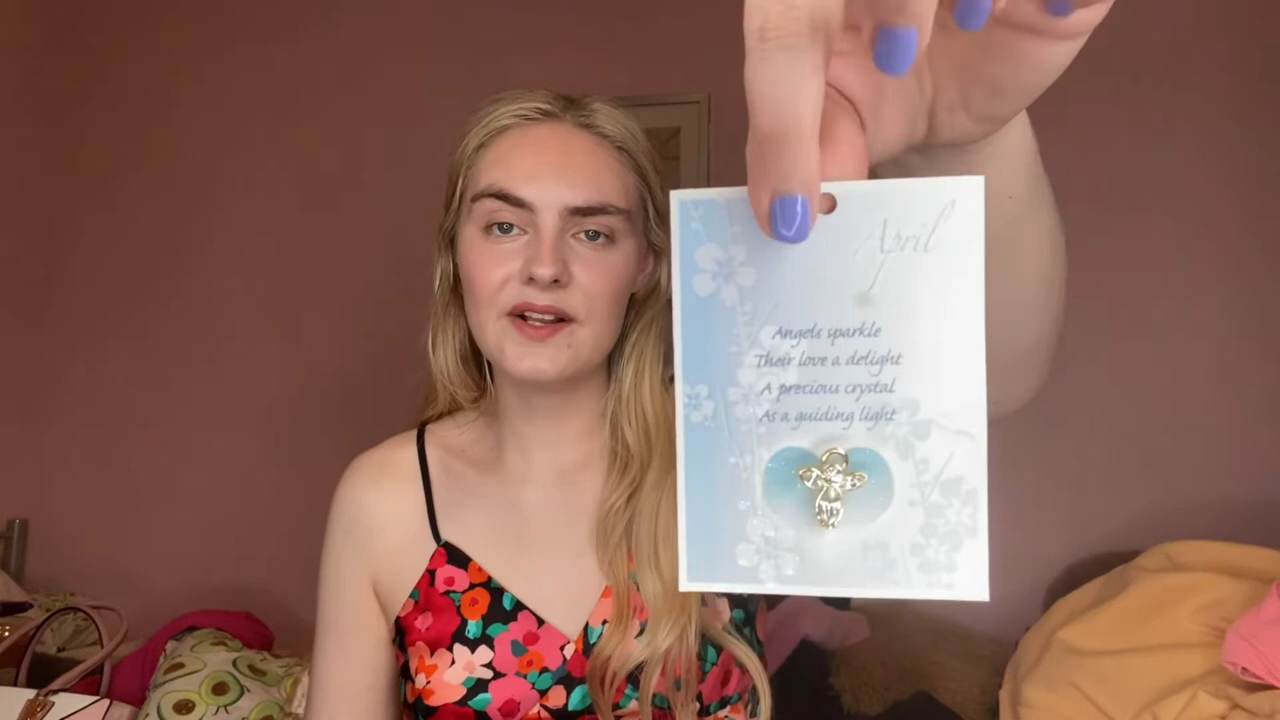 April
Angels sparkle
Their love a delight
A precious crystal
As a guiding light